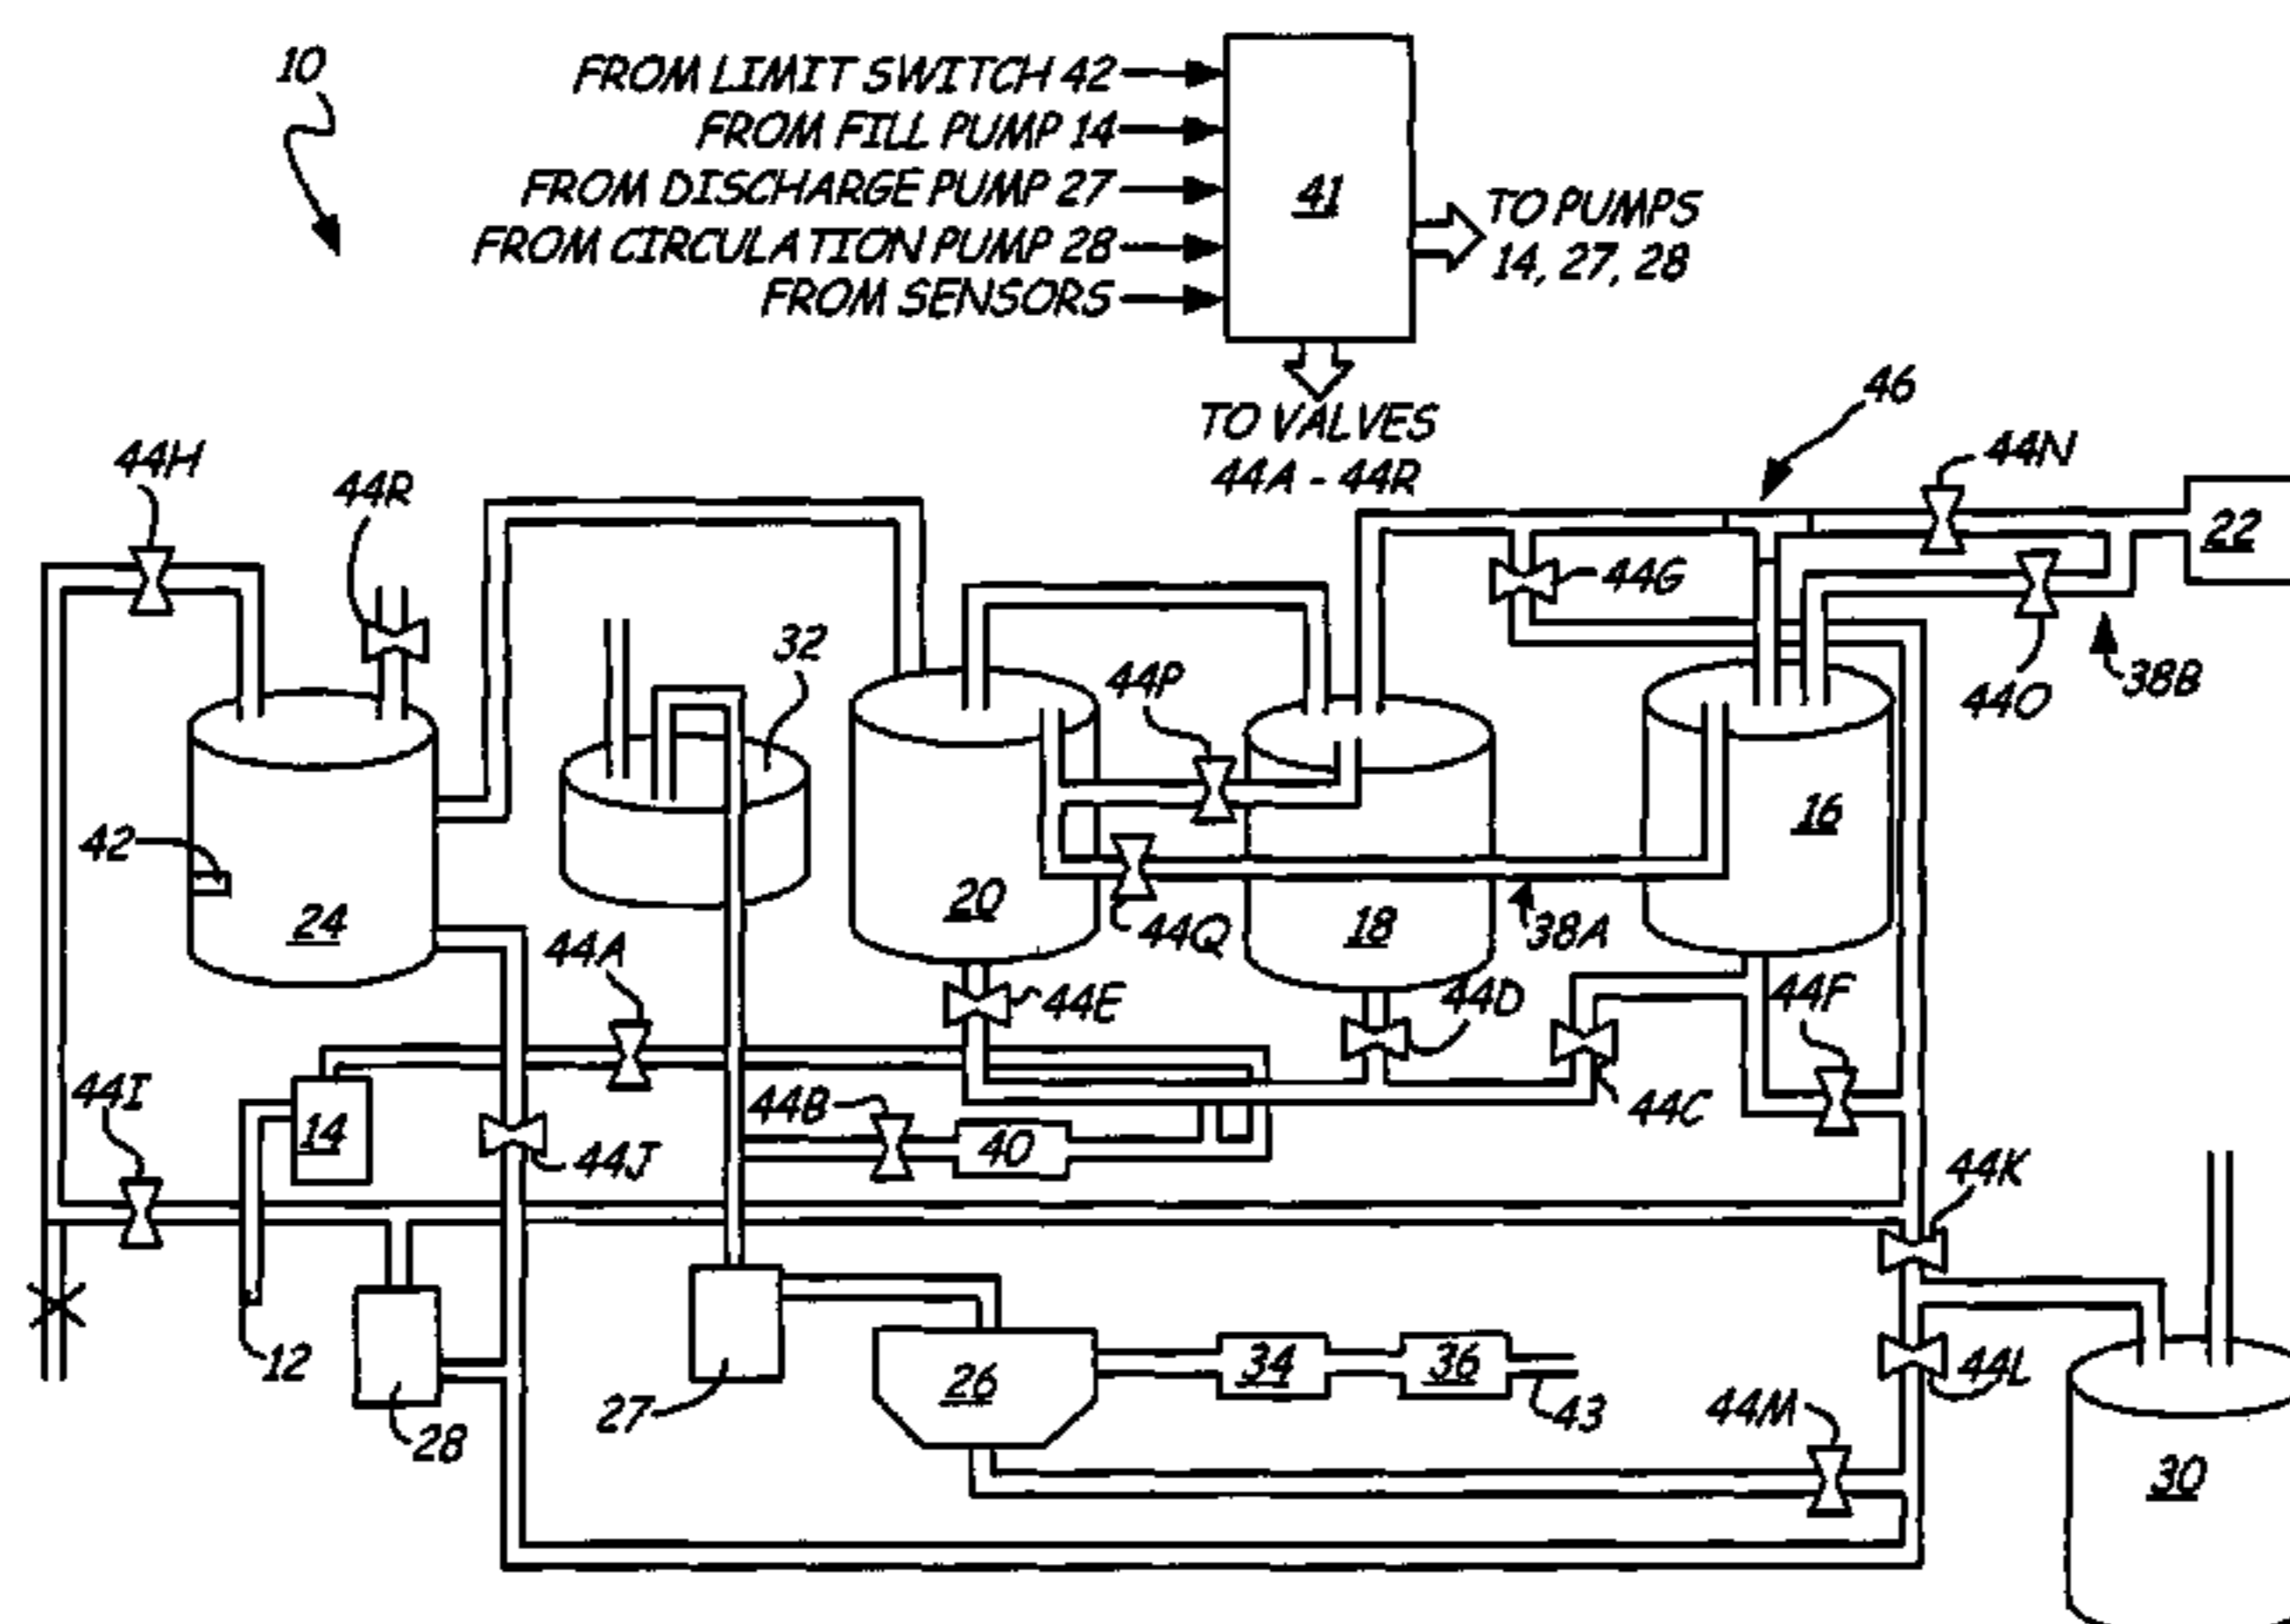 10
FROM LIMIT SWITCH 42
FROM FILL PUMP 14
FROM DISCHARGE PUMP 27
FROM CIRCULATION PUMP 28
FROM SENSORS
41
TO PUMPS
14, 27, 28
TO VALVES
44A - 44R
46
44H
44R
44N
22
44G
32
44P
44O
38B
42
16
24
20
44Q
18
38A
44A
44E
44D
44F
44I
14
44B
40
44C
44J
44K
12
28
27
26
34
36
43
44L
44M
30